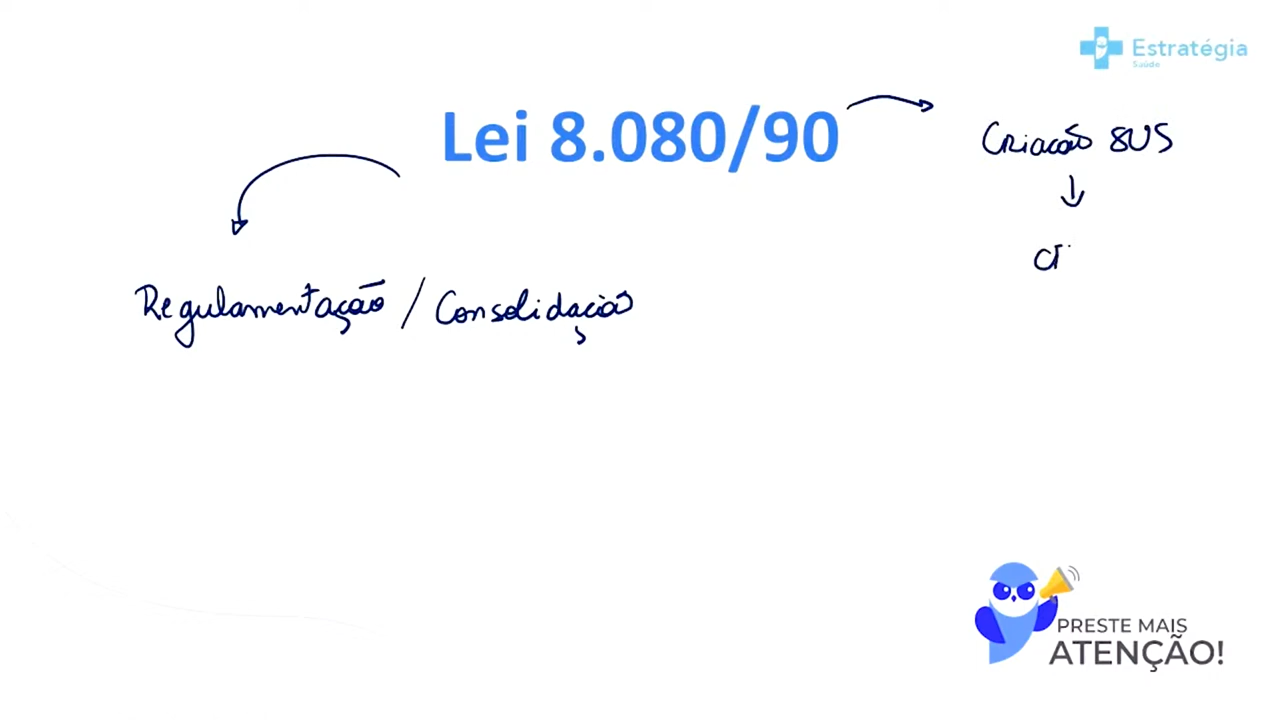 Estratégia
Saúde
Lei 8.080/90
Criação SUS
Regulamentação / Consolidação
PRESTE MAIS
ATENÇÃO!